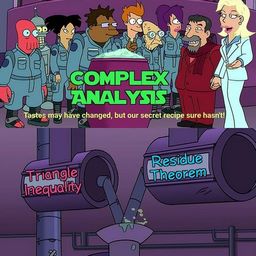 COMPLEX
ANALYSIS
Tastes may have changed, but our secret recipe sure hasn't!
Triangle
Inequality
Residue
Theorem